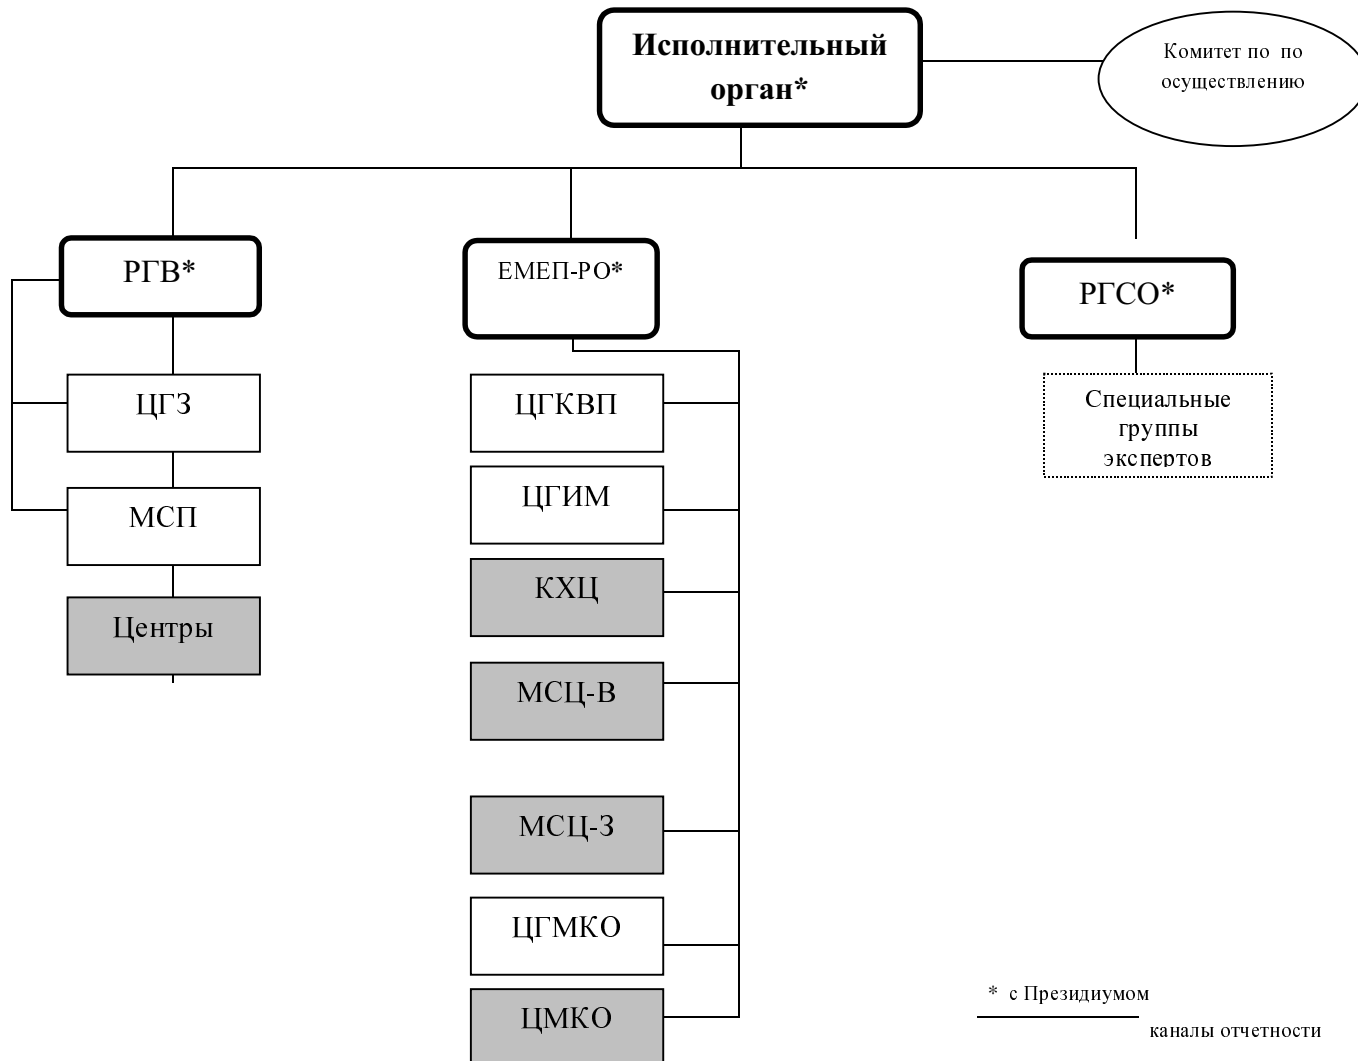 Исполнительный
орган*
Комитет по по
осуществлению
РГВ*
ЕМЕП-РО*
РГСО*
ЦГЗ
МСП
Центры
ЦГКВП
ЦГИМ
КХЦ
МСЦ-В
МСЦ-З
ЦГМКО
ЦМКО
Специальные
группы
экспертов
* с Президиумом
каналы отчетности